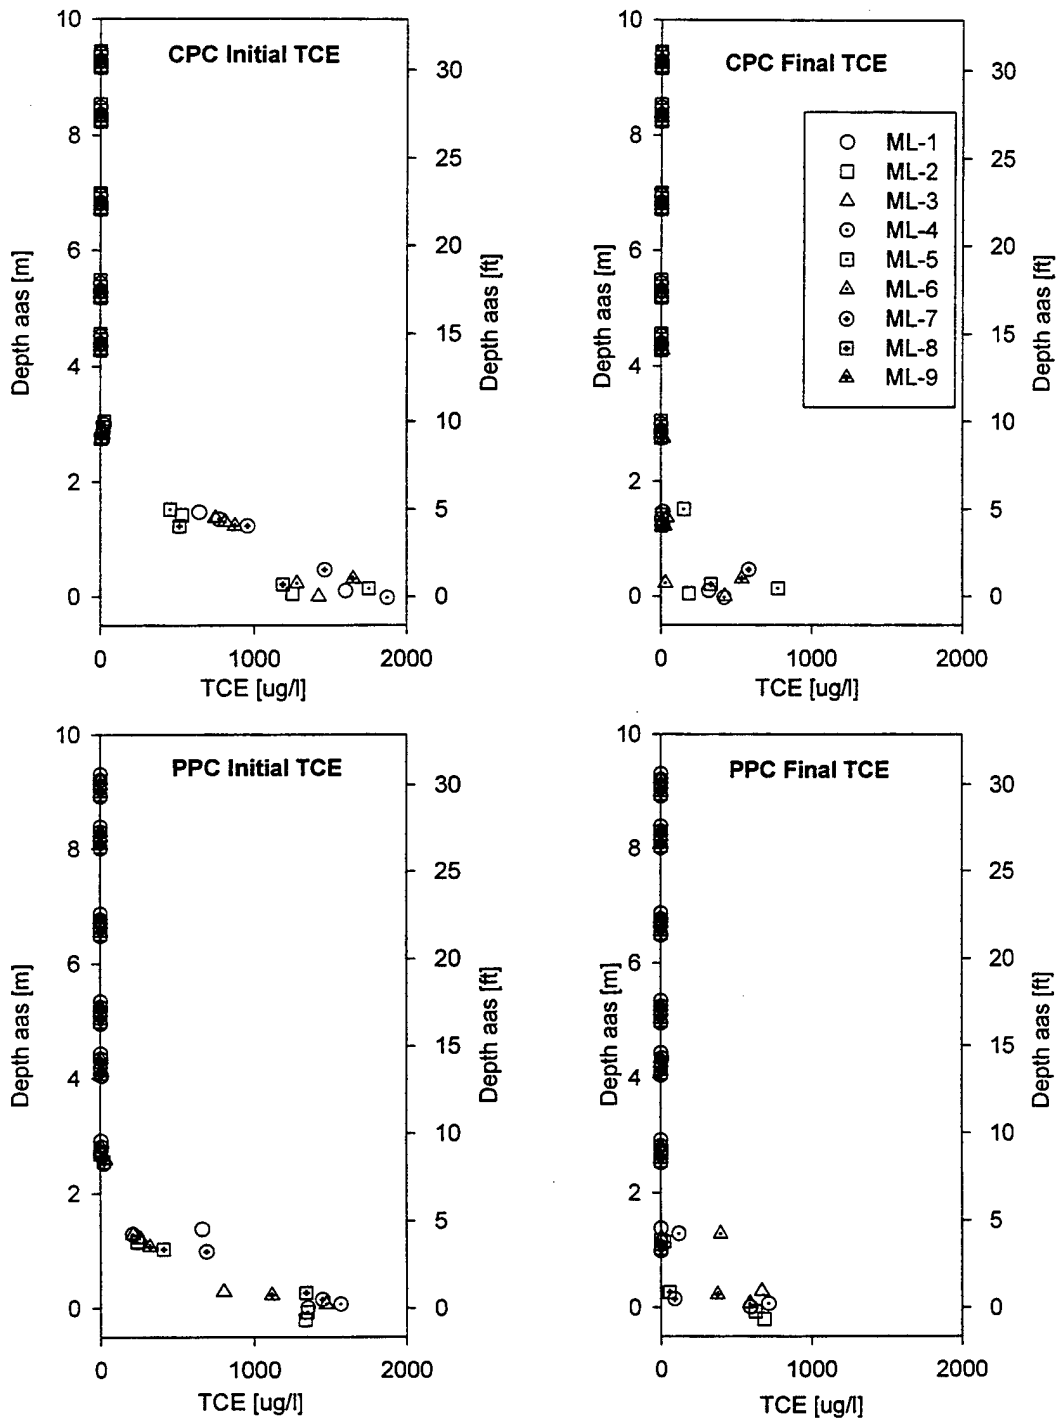 CPC Initial TCE
10
8
6
4
2
0
Depth aas [m]
30
25
20
15
10
5
0
Depth aas [ft]
0 1000 2000
TCE [ug/l]
CPC Final TCE
ML-1
ML-2
ML-3
ML-4
ML-5
ML-6
ML-7
ML-8
ML-9
10
8
6
4
2
0
Depth aas [m]
30
25
20
15
10
5
0
Depth aas [ft]
0 1000 2000
TCE [ug/l]
PPC Initial TCE
10
8
6
4
2
0
Depth aas [m]
30
25
20
15
10
5
0
Depth aas [ft]
0 1000 2000
TCE [ug/l]
PPC Final TCE
10
8
6
4
2
0
Depth aas [m]
30
25
20
15
10
5
0
Depth aas [ft]
0 1000 2000
TCE [ug/l]